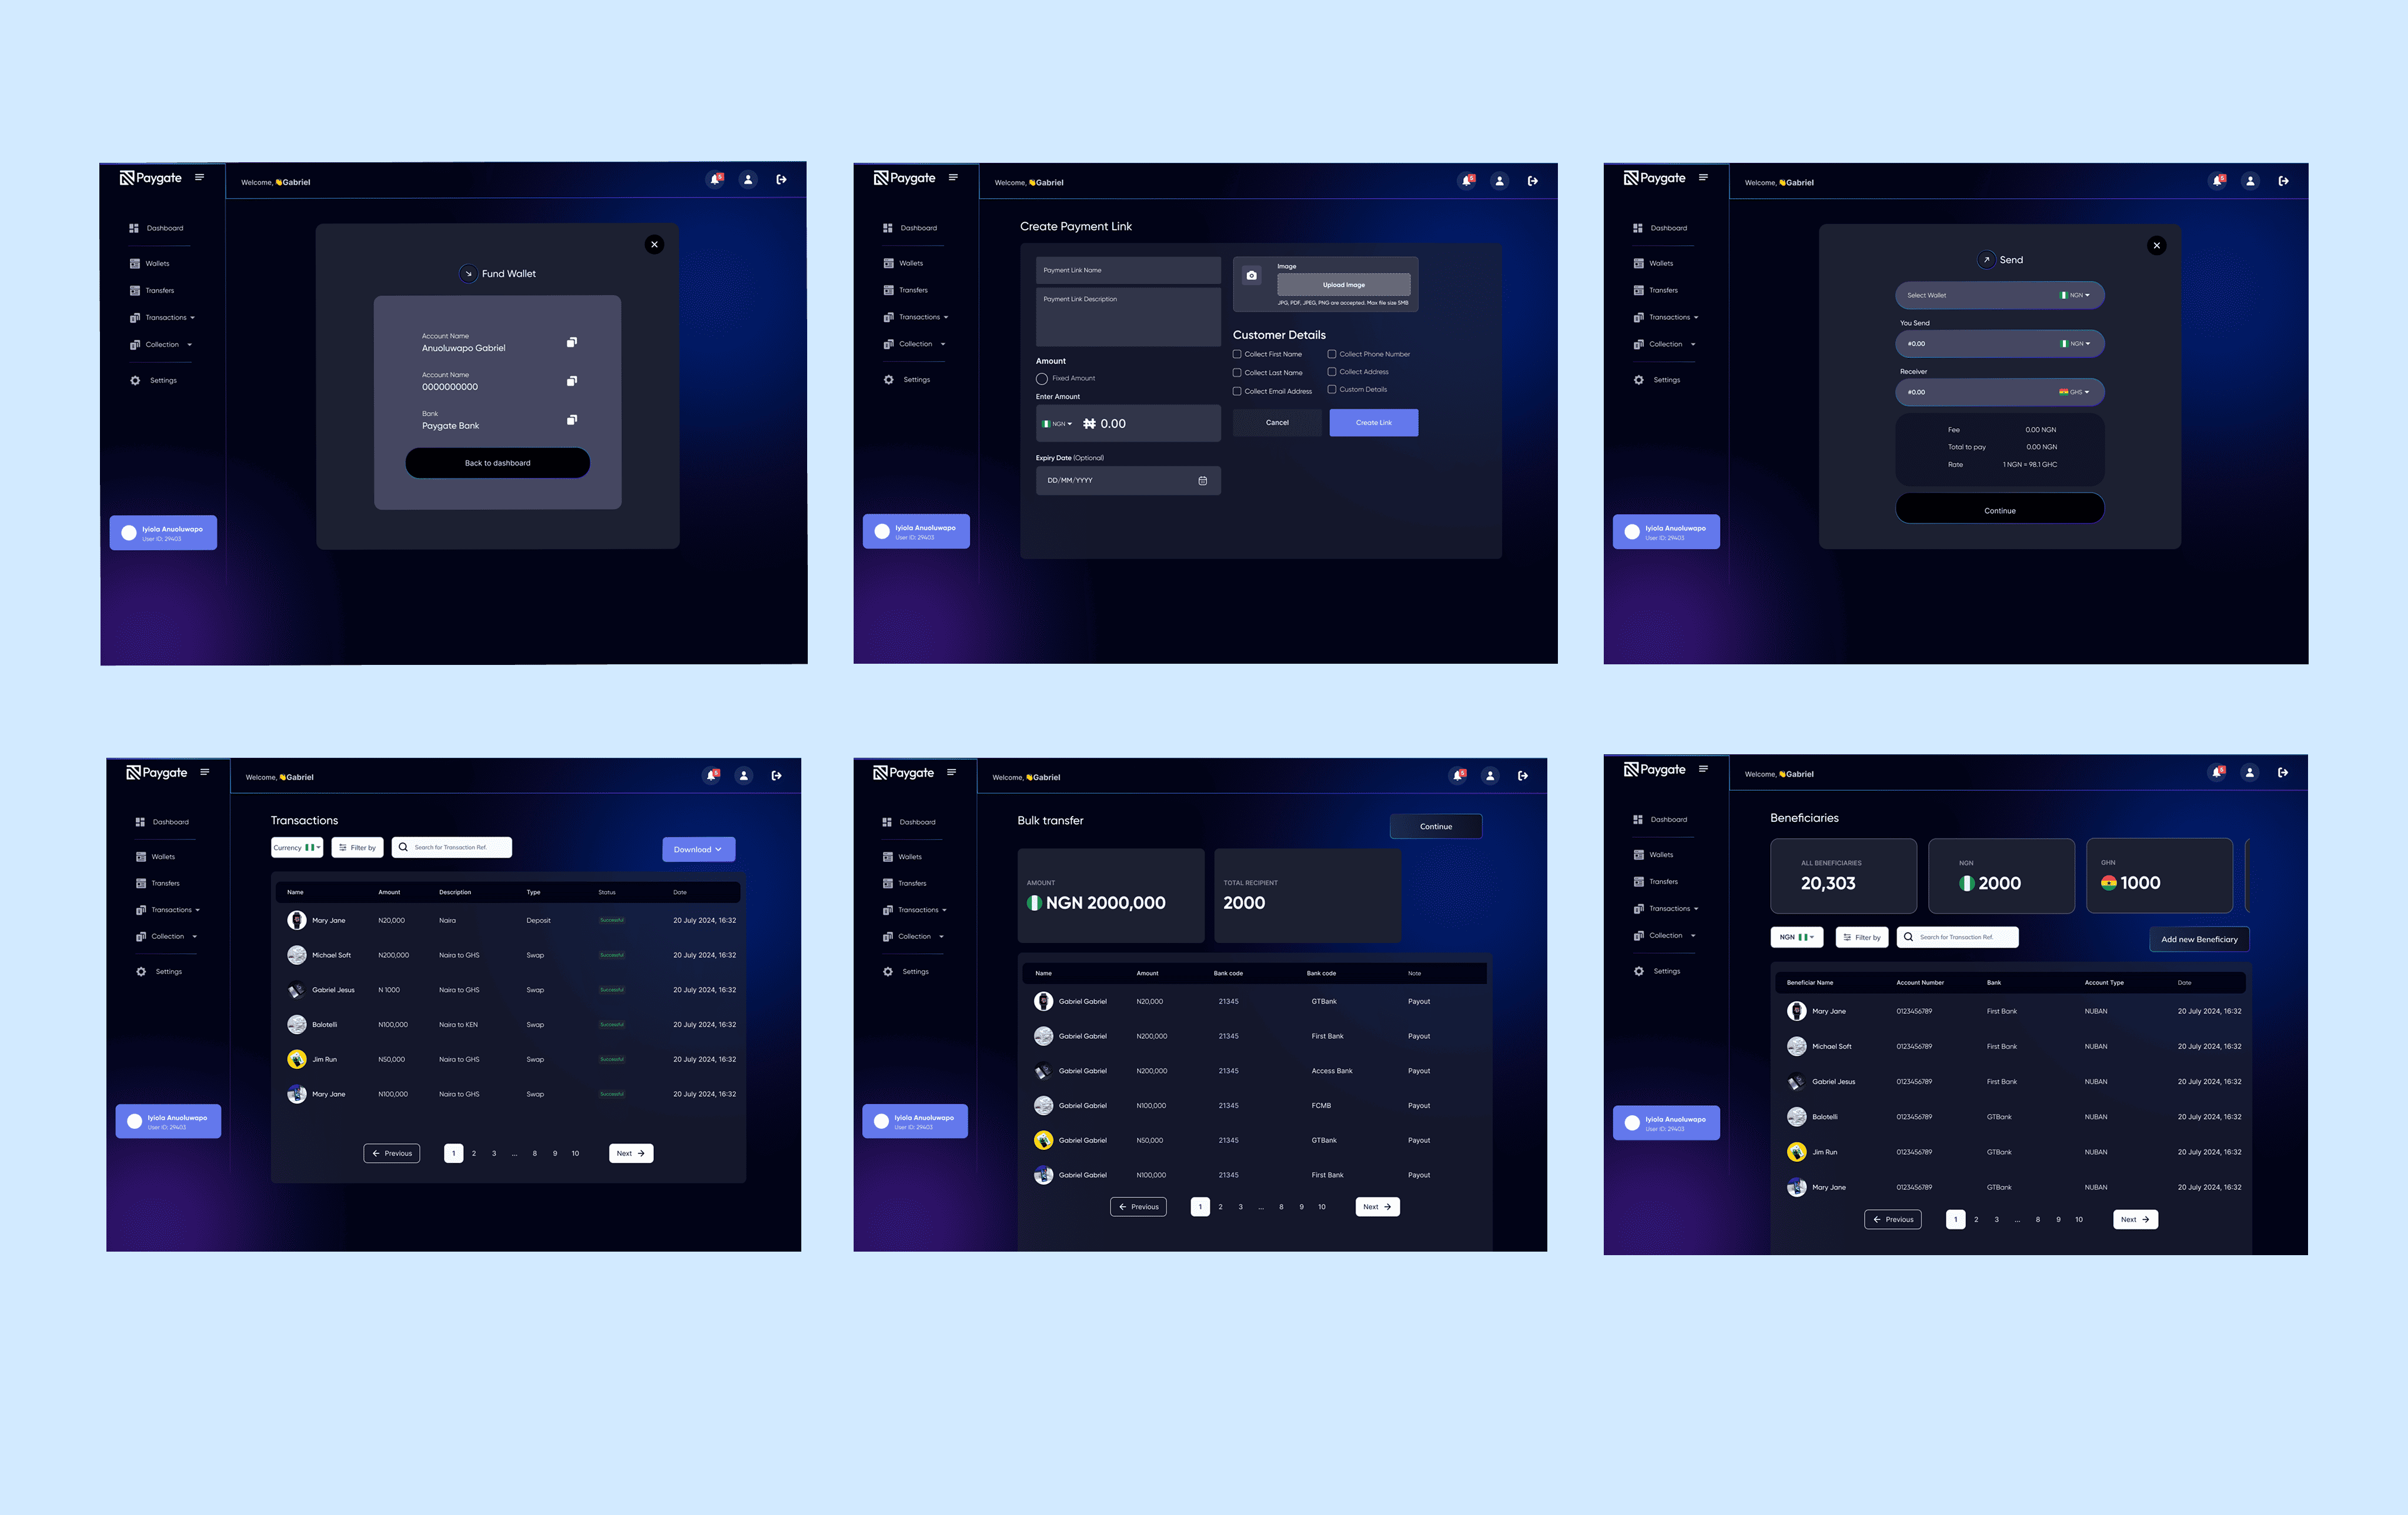 Paygate
Welcome, 👋Gabriel
5
Dashboard
Wallets
Transfers
Transactions
Collection
Settings
Iyiola Anuoluwapo
User ID: 29403
Fund Wallet
Account Name
Anuoluwapo Gabriel
Account Name
0000000000
Bank
Paygate Bank
Back to dashboard
Paygate
Welcome, 👋Gabriel
5
Dashboard
Wallets
Transfers
Transactions
Collection
Settings
Iyiola Anuoluwapo
User ID: 29403
Create Payment Link
Payment Link Name
Payment Link Description
Amount
Fixed Amount
Enter Amount
NGN ₦ 0.00
Expiry Date (Optional)
DD/MM/YYYY
Image
Upload Image
JPG, PDF, JPEG, PNG are accepted. Max file size 5MB
Customer Details
Collect First Name Collect Phone Number
Collect Last Name Collect Address
Collect Email Address Custom Details
Cancel Create Link
Paygate
Welcome, 👋Gabriel
5
Dashboard
Wallets
Transfers
Transactions
Collection
Settings
Iyiola Anuoluwapo
User ID: 29403
Send
Select Wallet NGN
You Send
#0.00 NGN
Receiver
#0.00 GHS
Fee 0.00 NGN
Total to pay 0.00 NGN
Rate 1 NGN = 98.1 GHC
Continue
Paygate
Welcome, 👋Gabriel
5
Dashboard
Wallets
Transfers
Transactions
Collection
Settings
Iyiola Anuoluwapo
User ID: 29403
Transactions
Currency Filter by Search for Transaction Ref. Download
Name Amount Description Type Status Date
Mary Jane N20,000 Naira Deposit Successful 20 July 2024, 16:32
Michael Soft N200,000 Naira to GHS Swap Successful 20 July 2024, 16:32
Gabriel Jesus N 1000 Naira to GHS Swap Successful 20 July 2024, 16:32
Balotelli N100,000 Naira to KEN Swap Successful 20 July 2024, 16:32
Jim Run N50,000 Naira to GHS Swap Successful 20 July 2024, 16:32
Mary Jane N100,000 Naira to GHS Swap Successful 20 July 2024, 16:32
Previous 1 2 3 ... 8 9 10 Next
Paygate
Welcome, 👋Gabriel
5
Dashboard
Wallets
Transfers
Transactions
Collection
Settings
Iyiola Anuoluwapo
User ID: 29403
Bulk transfer
Continue
AMOUNT
NGN 2000,000
TOTAL RECIPIENT
2000
Name Amount Bank code Bank code Note
Gabriel Gabriel N20,000 21345 GTBank Payout
Gabriel Gabriel N200,000 21345 First Bank Payout
Gabriel Gabriel N200,000 21345 Access Bank Payout
Gabriel Gabriel N100,000 21345 FCMB Payout
Gabriel Gabriel N50,000 21345 GTBank Payout
Gabriel Gabriel N100,000 21345 First Bank Payout
Previous 1 2 3 ... 8 9 10 Next
Paygate
Welcome, 👋Gabriel
5
Dashboard
Wallets
Transfers
Transactions
Collection
Settings
Iyiola Anuoluwapo
User ID: 29403
Beneficiaries
ALL BENEFICIARIES
20,303
NGN
2000
GHN
1000
NGN Filter by Search for Transaction Ref. Add new Beneficiary
Beneficiar Name Account Number Bank Account Type Date
Mary Jane 0123456789 First Bank NUBAN 20 July 2024, 16:32
Michael Soft 0123456789 First Bank NUBAN 20 July 2024, 16:32
Gabriel Jesus 0123456789 First Bank NUBAN 20 July 2024, 16:32
Balotelli 0123456789 GTBank NUBAN 20 July 2024, 16:32
Jim Run 0123456789 GTBank NUBAN 20 July 2024, 16:32
Mary Jane 0123456789 GTBank NUBAN 20 July 2024, 16:32
Previous 1 2 3 ... 8 9 10 Next